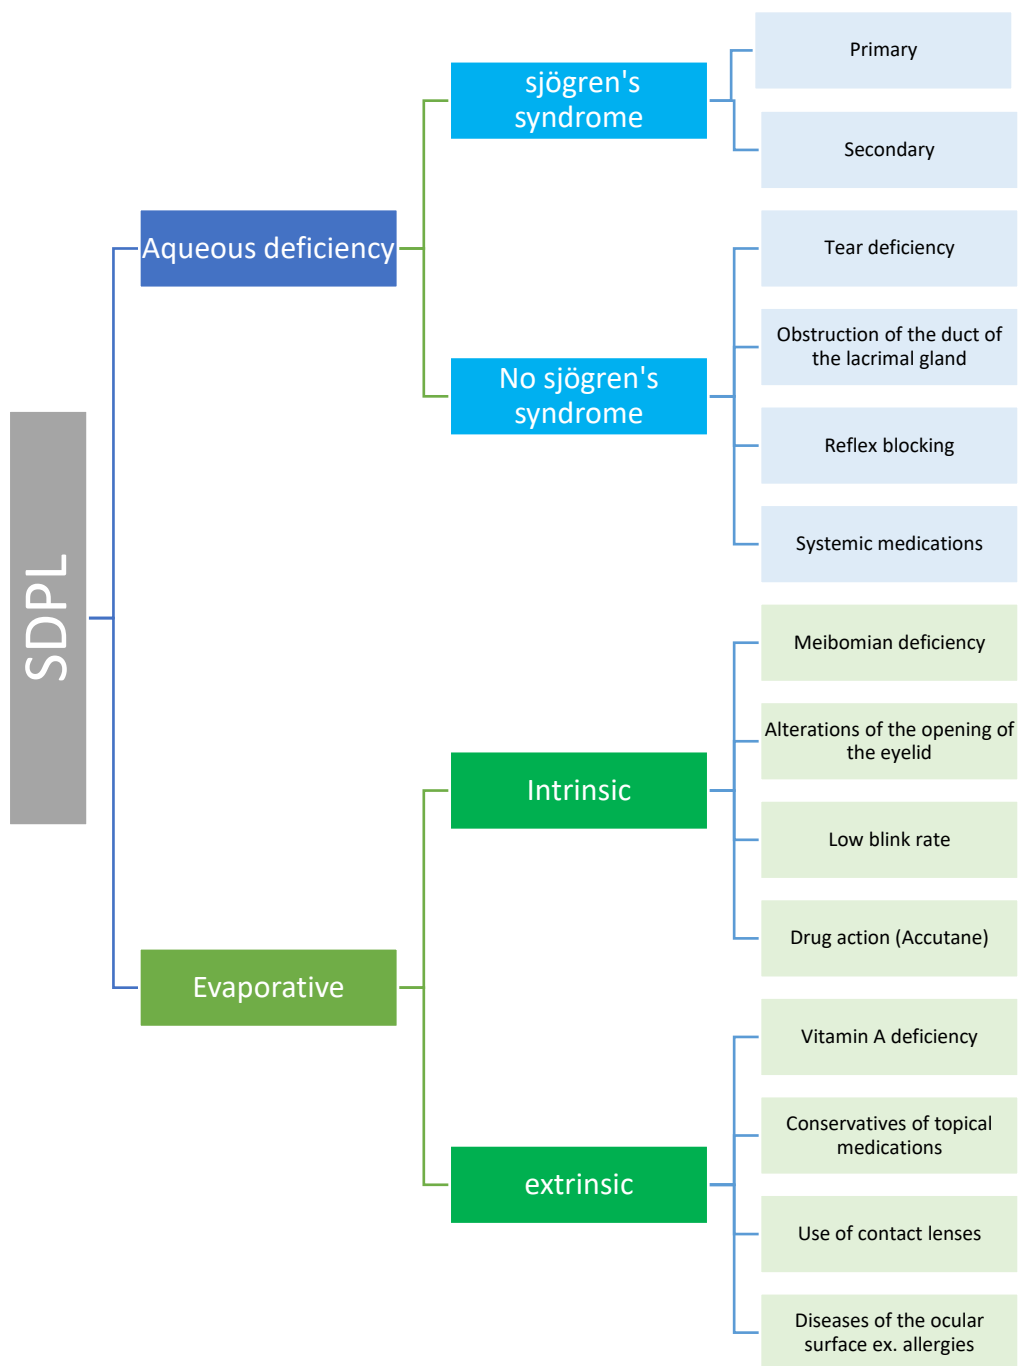 SDPL
Aqueous deficiency
sjögren's
syndrome
Primary
Secondary
No sjögren's
syndrome
Tear deficiency
Obstruction of the duct of
the lacrimal gland
Reflex blocking
Systemic medications
Evaporative
Intrinsic
Meibomian deficiency
Alterations of the opening of
the eyelid
Low blink rate
Drug action (Accutane)
extrinsic
Vitamin A deficiency
Conservatives of topical
medications
Use of contact lenses
Diseases of the ocular
surface ex. allergies